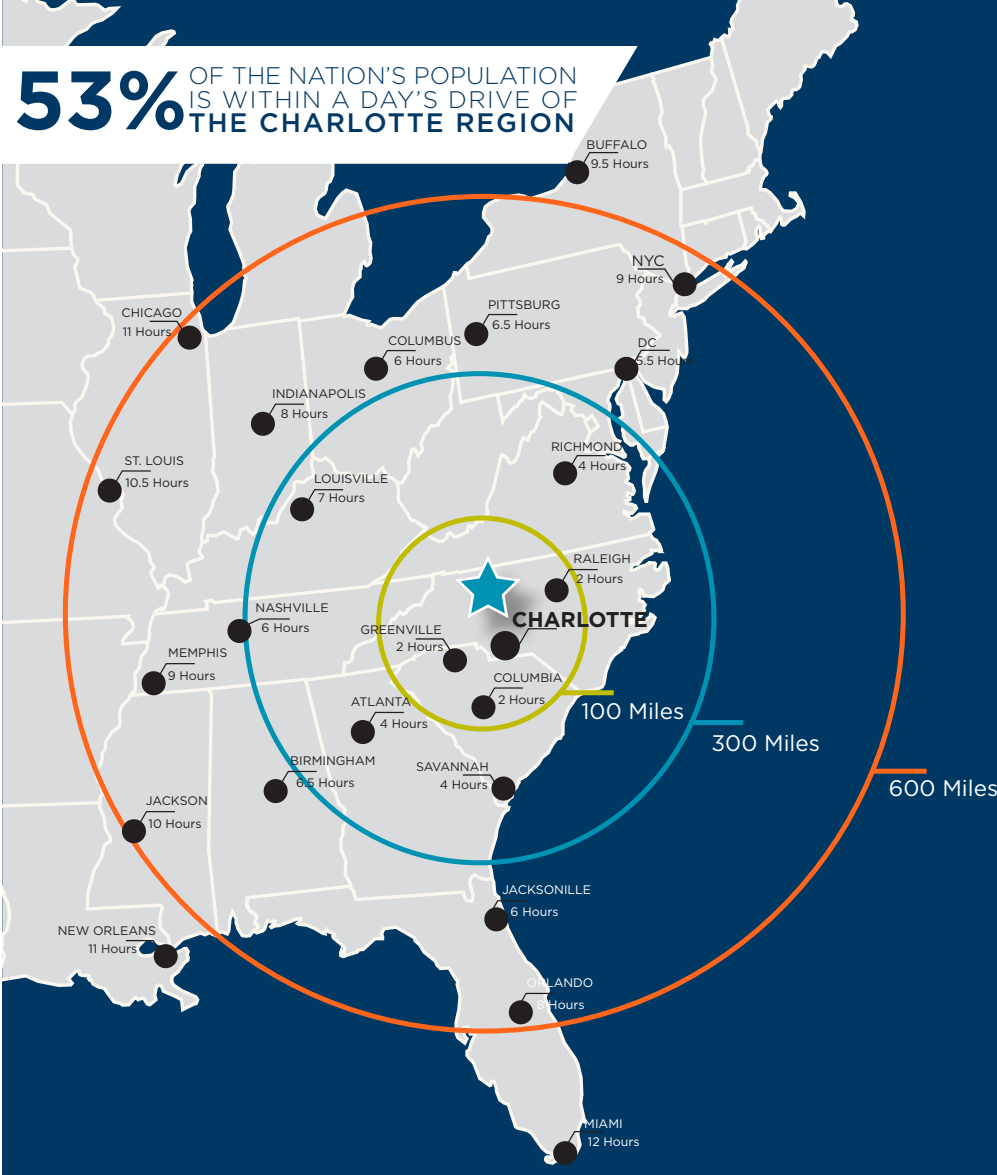 53% OF THE NATION'S POPULATION
IS WITHIN A DAY'S DRIVE OF
THE CHARLOTTE REGION
BUFFALO
9.5 Hours
NYC
9 Hours
CHICAGO
11 Hours
PITTSBURG
6.5 Hours
COLUMBUS
6 Hours
DC
5.5 Hours
INDIANAPOLIS
8 Hours
RICHMOND
4 Hours
ST. LOUIS
10.5 Hours
LOUISVILLE
7 Hours
RALEIGH
2 Hours
NASHVILLE
6 Hours
CHARLOTTE
GREENVILLE
2 Hours
MEMPHIS
9 Hours
COLUMBIA
2 Hours
ATLANTA
4 Hours
100 Miles
300 Miles
BIRMINGHAM
6.5 Hours
SAVANNAH
4 Hours
600 Miles
JACKSON
10 Hours
JACKSONILLE
6 Hours
NEW ORLEANS
11 Hours
ORLANDO
8 Hours
MIAMI
12 Hours